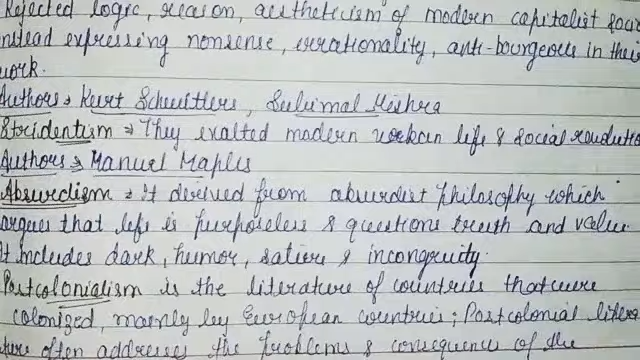 Rejected logic, reason, aestheticism of modern capitalist
instead expressing nonsense, irrationality, anti-bourgeous in their
work.
Authors → Kurt Schwitters, Sulimal Mishra
Stridentism → They exalted modern urban life & social revolutio
Authors → Manuel Maples
Absurdism → It derived from absurdist philosophy which
argues that life is purposeless & questions truth and value.
It includes dark, humor, satire & incongruity.
Postcolonialism is the literature of countries that were
colonized, mainly by European countries; Postcolonial litera
ture often addresses the problems & consequence of the